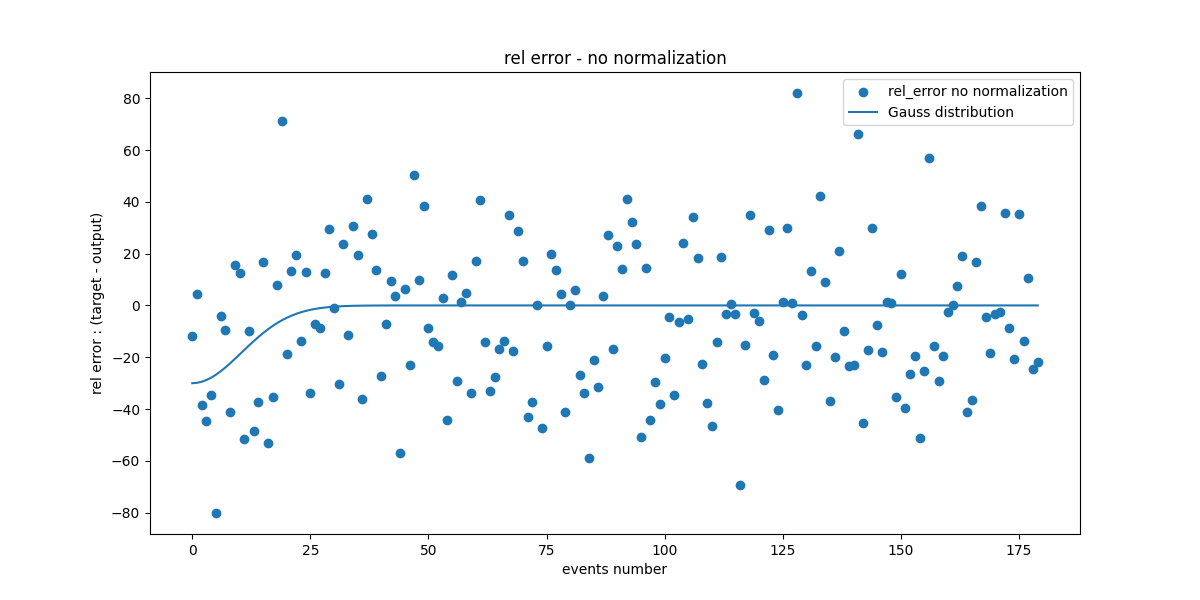 rel error - no normalization
rel_error no normalization
Gauss distribution
rel error : (target - output)
80
60
40
20
0
−20
−40
−60
−80
0 25 50 75 100 125 150 175
events number